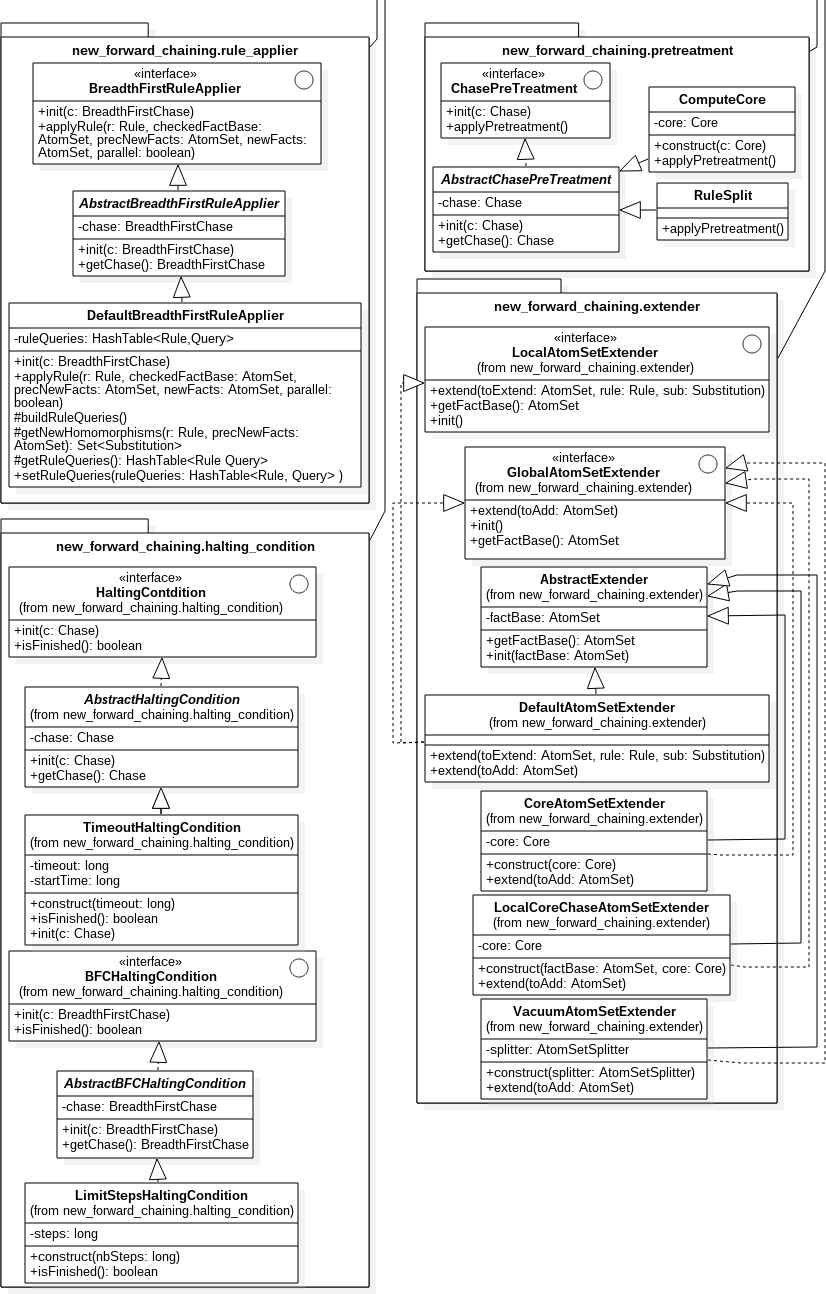 new_forward_chaining.rule_applier
«interface»
BreadthFirstRuleApplier
+init(c: BreadthFirstChase)
+applyRule(r: Rule, checkedFactBase:
AtomSet, precNewFacts: AtomSet, newFacts:
AtomSet, parallel: boolean)
AbstractBreadthFirstRuleApplier
-chase: BreadthFirstChase
+init(c: BreadthFirstChase)
+getChase(): BreadthFirstChase
DefaultBreadthFirstRuleApplier
-ruleQueries: HashTable<Rule,Query>
+init(c: BreadthFirstChase)
+applyRule(r: Rule, checkedFactBase: AtomSet,
precNewFacts: AtomSet, newFacts: AtomSet, parallel:
boolean)
#buildRuleQueries()
#getNewHomomorphisms(r: Rule, precNewFacts:
AtomSet): Set<Substitution>
#getRuleQueries(): HashTable<Rule Query>
+setRuleQueries(ruleQueries: HashTable<Rule, Query> )
new_forward_chaining.halting_condition
«interface»
HaltingContdition
(from new_forward_chaining.halting_condition)
+init(c: Chase)
+isFinished(): boolean
AbstractHaltingCondition
(from new_forward_chaining.halting_condition)
-chase: Chase
+init(c: Chase)
+getChase(): Chase
TimeoutHaltingCondition
(from new_forward_chaining.halting_condition)
-timeout: long
-startTime: long
+construct(timeout: long)
+isFinished(): boolean
+init(c: Chase)
«interface»
BFCHaltingCondition
(from new_forward_chaining.halting_condition)
+init(c: BreadthFirstChase)
+isFinished(): boolean
AbstractBFCHaltingCondition
-chase: BreadthFirstChase
+init(c: BreadthFirstChase)
+getChase(): BreadthFirstChase
LimitStepsHaltingCondition
(from new_forward_chaining.halting_condition)
-steps: long
+construct(nbSteps: long)
+isFinished(): boolean
new_forward_chaining.pretreatment
«interface»
ChasePreTreatment
+init(c: Chase)
+applyPretreatment()
ComputeCore
-core: Core
+construct(c: Core)
+applyPretreatment()
AbstractChasePreTreatment
-chase: Chase
+init(c: Chase)
+getChase(): Chase
RuleSplit
+applyPretreatment()
new_forward_chaining.extender
«interface»
LocalAtomSetExtender
(from new_forward_chaining.extender)
+extend(toExtend: AtomSet, rule: Rule, sub: Substitution)
+getFactBase(): AtomSet
+init()
«interface»
GlobalAtomSetExtender
(from new_forward_chaining.extender)
+extend(toAdd: AtomSet)
+init()
+getFactBase(): AtomSet
AbstractExtender
(from new_forward_chaining.extender)
-factBase: AtomSet
+getFactBase(): AtomSet
+init(factBase: AtomSet)
DefaultAtomSetExtender
(from new_forward_chaining.extender)
+extend(toExtend: AtomSet, rule: Rule, sub: Substitution)
+extend(toAdd: AtomSet)
CoreAtomSetExtender
(from new_forward_chaining.extender)
-core: Core
+construct(core: Core)
+extend(toAdd: AtomSet)
LocalCoreChaseAtomSetExtender
(from new_forward_chaining.extender)
-core: Core
+construct(factBase: AtomSet, core: Core)
+extend(toAdd: AtomSet)
VacuumAtomSetExtender
(from new_forward_chaining.extender)
-splitter: AtomSetSplitter
+construct(splitter: AtomSetSplitter)
+extend(toAdd: AtomSet)